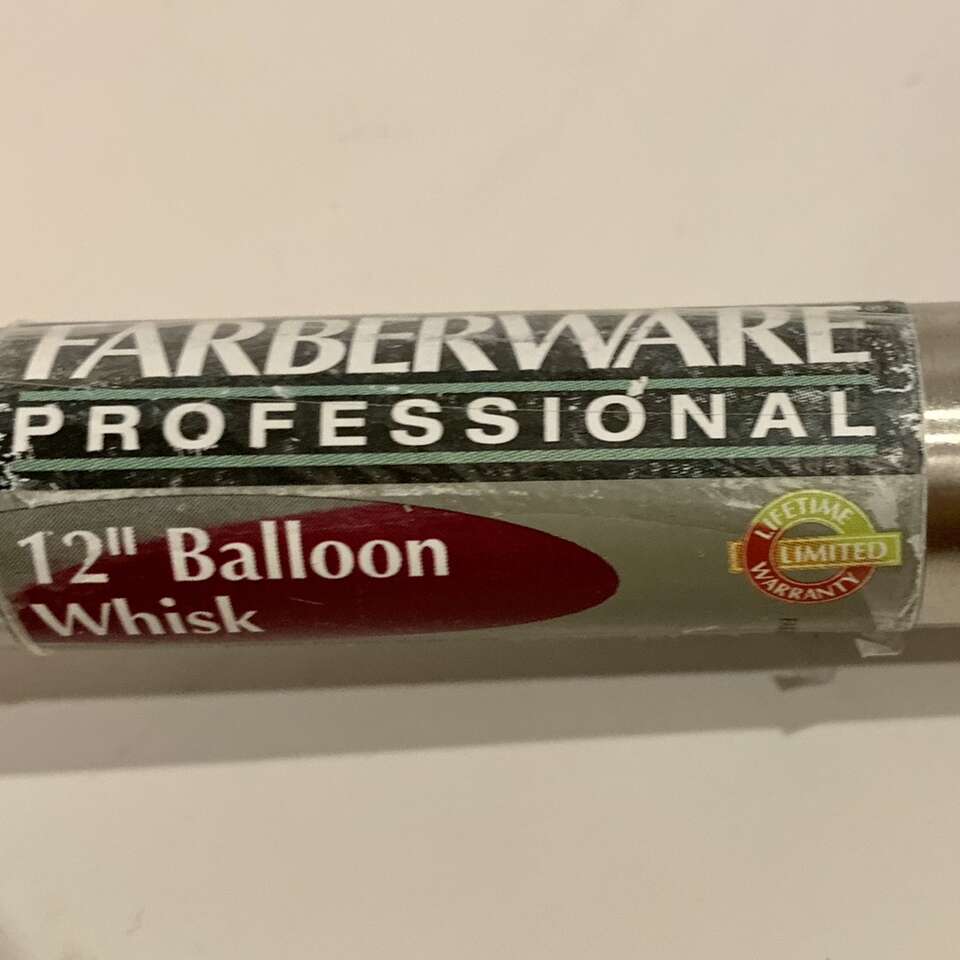 FARBERWARE
PROFESSIONAL
12" Balloon
Whisk
LIFETIME
LIMITED
WARRANTY